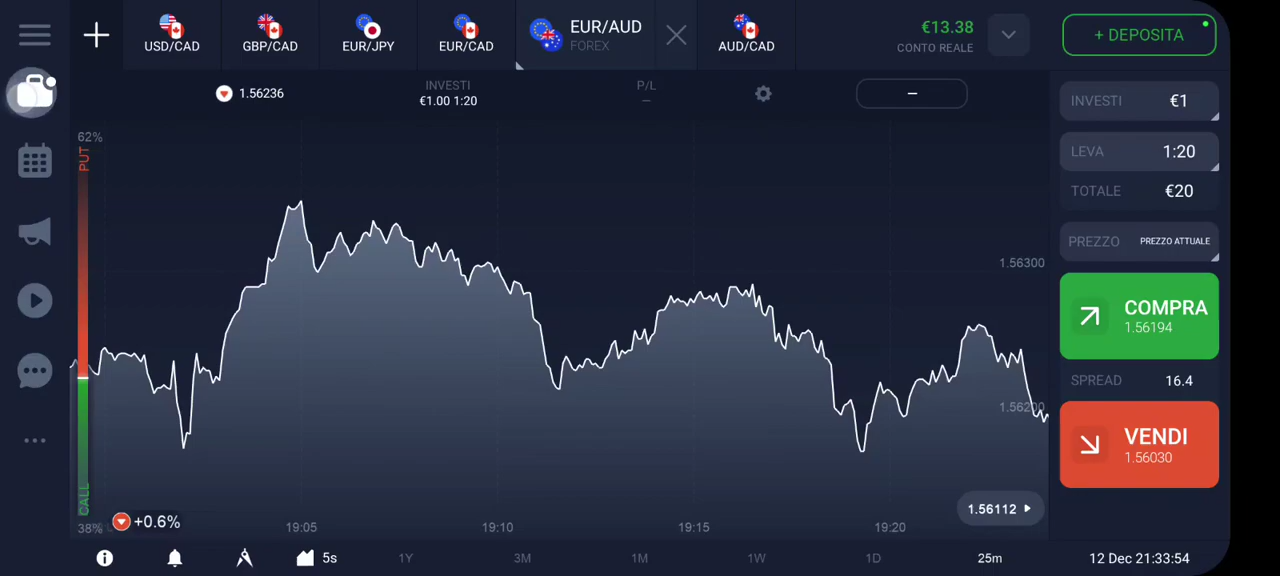 USD/CAD
GBP/CAD
EUR/JPY
EUR/CAD
EUR/AUD
FOREX
AUD/CAD
€13.38
CONTO REALE
+ DEPOSITA
1.56236
INVESTI
€1.00 1:20
P/L
–
–
INVESTI €1
LEVA 1:20
TOTALE €20
PREZZO PREZZO ATTUALE
COMPRA
1.56194
SPREAD 16.4
VENDI
1.56030
62%
PUT
CALL
38%
+0.6%
1.56300
1.56200
1.56112
19:05
19:10
19:15
19:20
5s
1Y
3M
1M
1W
1D
25m
12 Dec 21:33:54